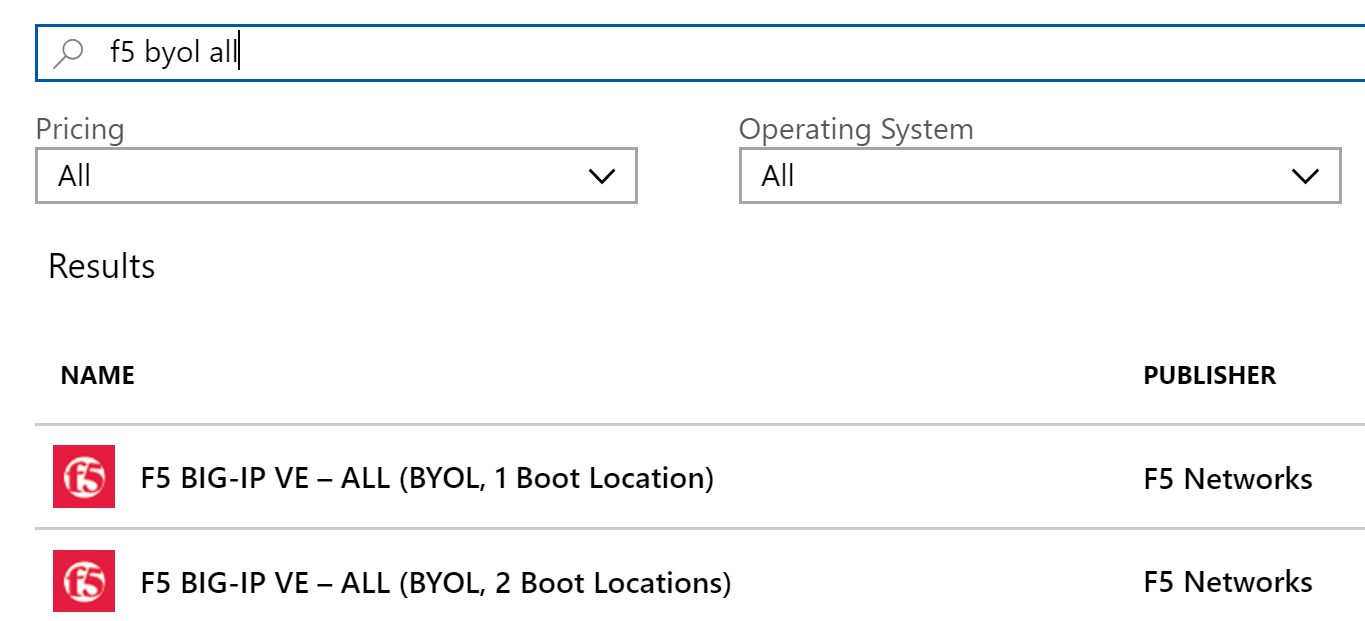 f5 byol all
Pricing
Operating System
All
All
Results
NAME
PUBLISHER
f5
F5 BIG-IP VE – ALL (BYOL, 1 Boot Location)
F5 Networks
f5
F5 BIG-IP VE – ALL (BYOL, 2 Boot Locations)
F5 Networks